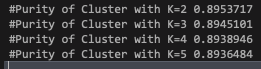 #Purity of Cluster with K=2 0.8953717
#Purity of Cluster with K=3 0.8945101
#Purity of Cluster with K=4 0.8938946
#Purity of Cluster with K=5 0.8936484